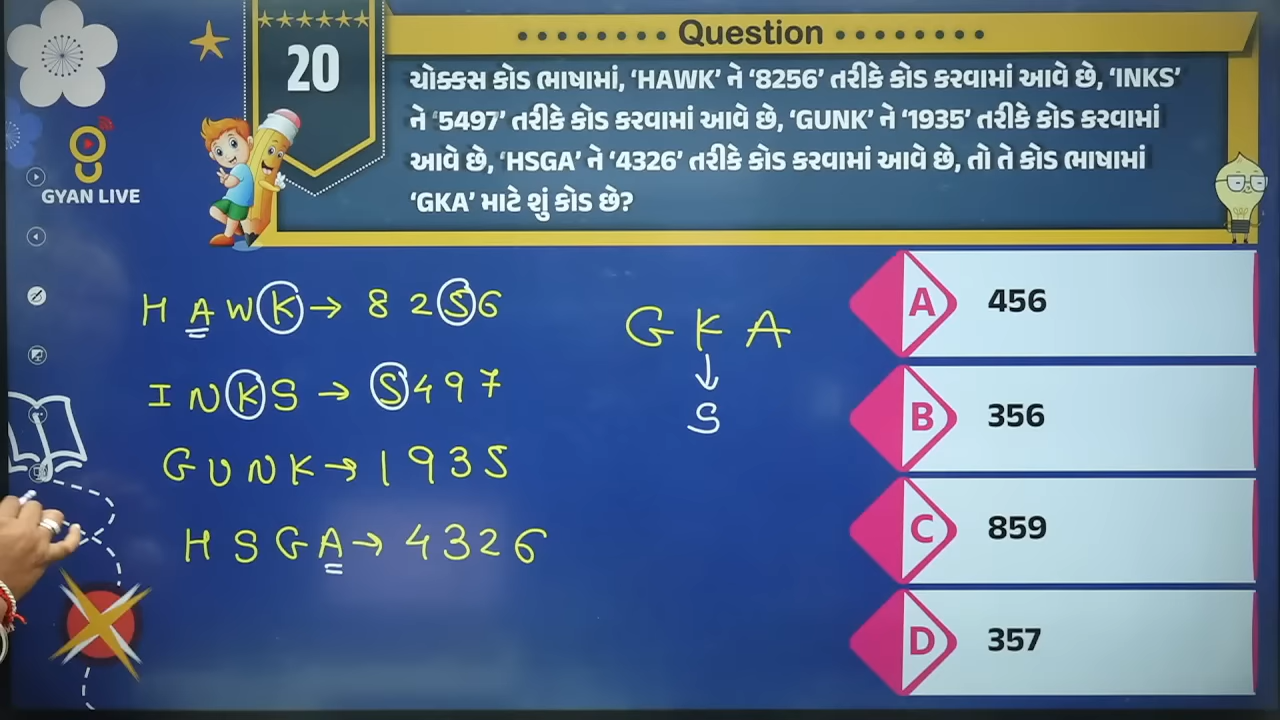 20
Question
ચોક્કસ કોડ ભાષામાં, ‘HAWK’ ને ‘8256’ તરીકે કોડ કરવામાં આવે છે, ‘INKS’
ને ‘5497’ તરીકે કોડ કરવામાં આવે છે, ‘GUNK’ ને ‘1935’ તરીકે કોડ કરવામાં
આવે છે, ‘HSGA’ ને ‘4326’ તરીકે કોડ કરવામાં આવે છે, તો તે કોડ ભાષામાં
‘GKA’ માટે શું કોડ છે?
GYAN LIVE
H A W K → 8 2 5 6
I N K S → 5 4 9 7
G U N K → 1 9 3 5
H S G A → 4 3 2 6
G K A
↓
5
A 456
B 356
C 859
D 357